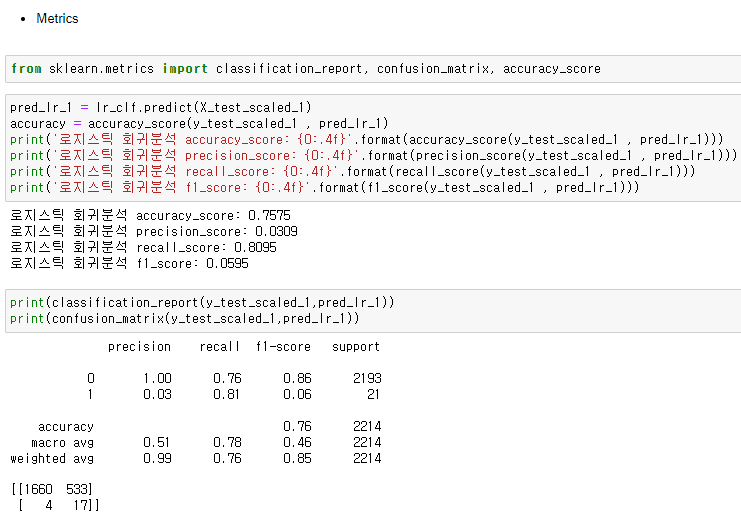 • Metrics
from sklearn.metrics import classification_report, confusion_matrix, accuracy_score
pred_lr_1 = lr_clf.predict(X_test_scaled_1)
accuracy = accuracy_score(y_test_scaled_1 , pred_lr_1)
print('로지스틱 회귀분석 accuracy_score: {0:.4f}'.format(accuracy_score(y_test_scaled_1 , pred_lr_1)))
print('로지스틱 회귀분석 precision_score: {0:.4f}'.format(precision_score(y_test_scaled_1 , pred_lr_1)))
print('로지스틱 회귀분석 recall_score: {0:.4f}'.format(recall_score(y_test_scaled_1 , pred_lr_1)))
print('로지스틱 회귀분석 f1_score: {0:.4f}'.format(f1_score(y_test_scaled_1 , pred_lr_1)))
로지스틱 회귀분석 accuracy_score: 0.7575
로지스틱 회귀분석 precision_score: 0.0309
로지스틱 회귀분석 recall_score: 0.8095
로지스틱 회귀분석 f1_score: 0.0595
print(classification_report(y_test_scaled_1,pred_lr_1))
print(confusion_matrix(y_test_scaled_1,pred_lr_1))
precision recall f1-score support
0 1.00 0.76 0.86 2193
1 0.03 0.81 0.06 21
accuracy 0.76 2214
macro avg 0.51 0.78 0.46 2214
weighted avg 0.99 0.76 0.85 2214
[[1660 533]
[ 4 17]]